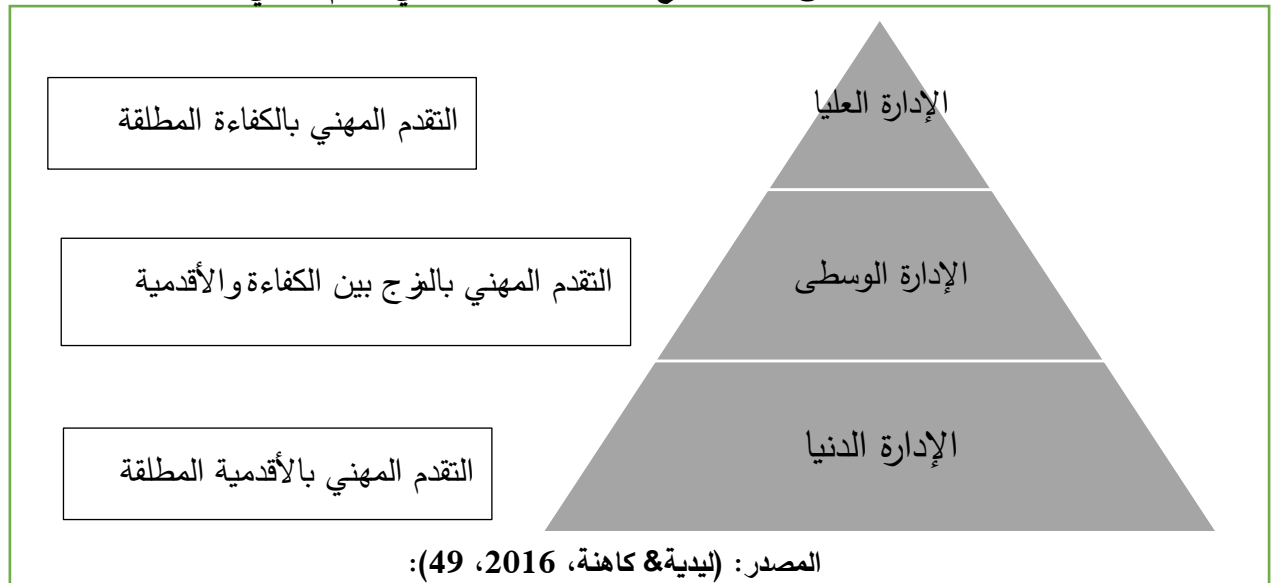 الإدارة العليا
التقدم المهني بالكفاءة المطلقة
الإدارة الوسطى
التقدم المهني بالمزج بين الكفاءة والأقدمية
الإدارة الدنيا
التقدم المهني بالأقدمية المطلقة
المصدر: (ليدية& كاهنة، 2016، 49):